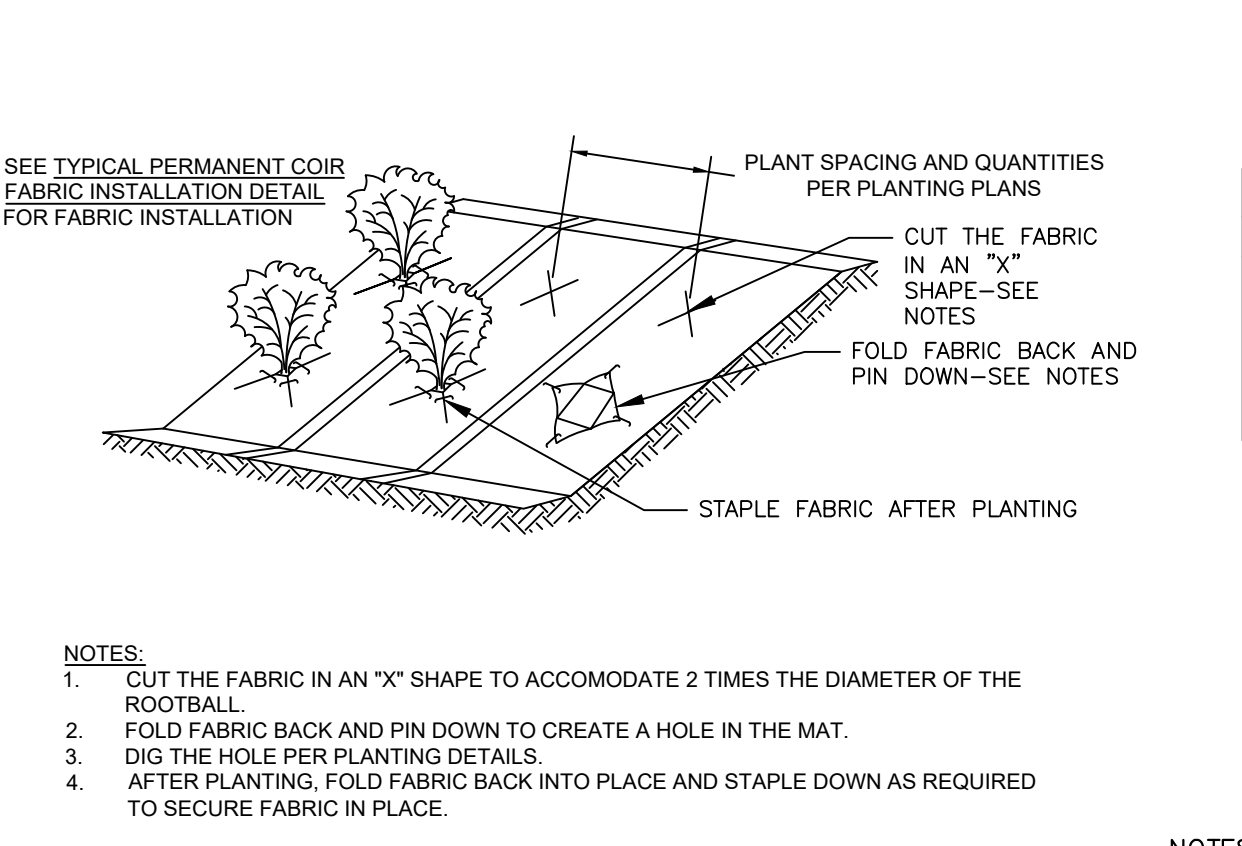 SEE TYPICAL PERMANENT COIR
FABRIC INSTALLATION DETAIL
FOR FABRIC INSTALLATION
PLANT SPACING AND QUANTITIES
PER PLANTING PLANS
CUT THE FABRIC
IN AN "X"
SHAPE-SEE
NOTES
FOLD FABRIC BACK AND
PIN DOWN-SEE NOTES
STAPLE FABRIC AFTER PLANTING
NOTES:
1. CUT THE FABRIC IN AN "X" SHAPE TO ACCOMODATE 2 TIMES THE DIAMETER OF THE
ROOTBALL.
2. FOLD FABRIC BACK AND PIN DOWN TO CREATE A HOLE IN THE MAT.
3. DIG THE HOLE PER PLANTING DETAILS.
4. AFTER PLANTING, FOLD FABRIC BACK INTO PLACE AND STAPLE DOWN AS REQUIRED
TO SECURE FABRIC IN PLACE.